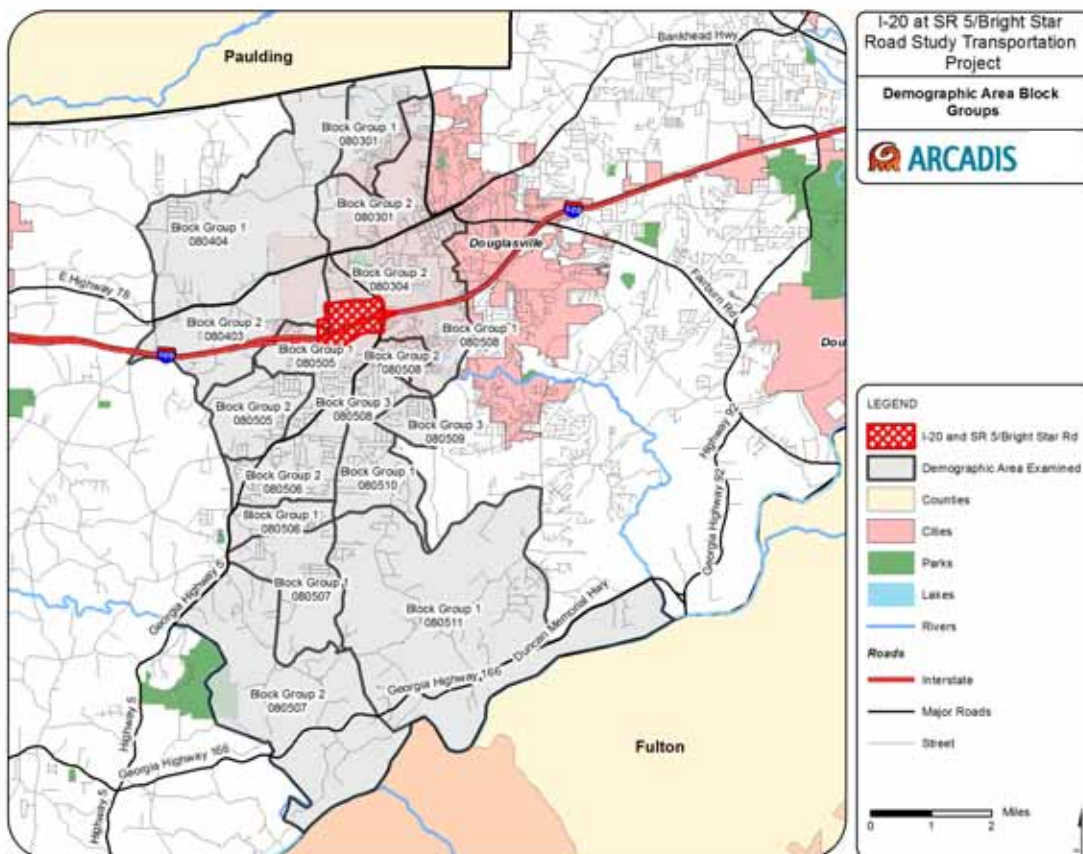 Paulding
Bankhead Hwy
Block Group 1
080301
Block Group 2
080301
Block Group 1
080404
Douglasville
Block Group 2
080304
E Highway 78
Fairburn Rd
Block Group 2
080403
Block Group 1
080505
Block Group 2
080508
Block Group 1
080508
Block Group 2
080505
Block Group 3
080508
Block Group 3
080509
Highway 92
Block Group 2
080506
Block Group 1
080510
Block Group 1
080506
Georgia Highway 92
Georgia Highway 5
Block Group 1
080507
Block Group 1
080511
Duncan Memorial Hwy
Georgia Highway 166
Block Group 2
080507
Highway 5
Georgia Highway 166
Fulton
Highway 5
Dou
I-20 at SR 5/Bright Star
Road Study Transportation
Project
Demographic Area Block
Groups
ARCADIS
LEGEND
I-20 and SR 5/Bright Star Rd
Demographic Area Examined
Counties
Cities
Parks
Lakes
Rivers
Roads
Interstate
Major Roads
Street
Miles
0 1 2